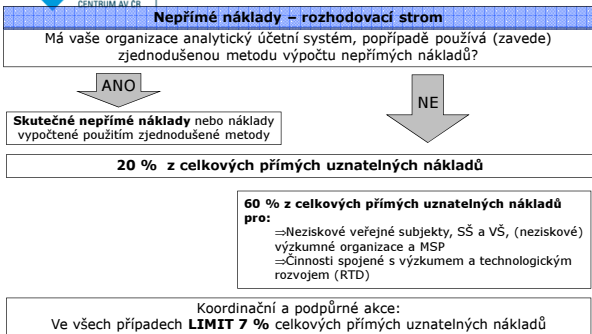 CENTRUM AV ČR
Nepřímé náklady – rozhodovací strom
Má vaše organizace analytický účetní systém, popřípadě používá (zavede)
zjednodušenou metodu výpočtu nepřímých nákladů?
ANO
NE
Skutečné nepřímé náklady nebo náklady
vypočtené použitím zjednodušené metody
20 % z celkových přímých uznatelných nákladů
60 % z celkových přímých uznatelných nákladů
pro:
⇒Neziskové veřejné subjekty, SŠ a VŠ, (neziskové)
výzkumné organizace a MSP
⇒Činnosti spojené s výzkumem a technologickým
rozvojem (RTD)
Koordinační a podpůrné akce:
Ve všech případech LIMIT 7 % celkových přímých uznatelných nákladů